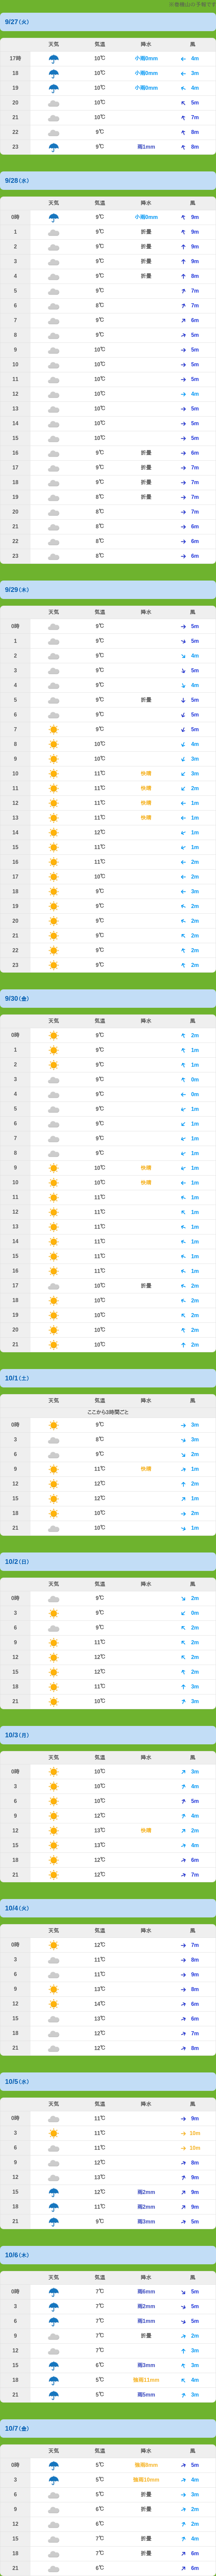 の予報です
9/27(火)
天気 気温 降水 風
17時 10℃ 小雨0mm 4m
18 10℃ 小雨0mm 3m
19 10℃ 小雨0mm 4m
20 10℃ 5m
21 10℃ 7m
22 9℃ 8m
23 9℃ 雨1mm 8m
9/28(水)
天気 気温 降水 風
0時 9℃ 小雨0mm 9m
1 9℃ 折畳 9m
2 9℃ 折畳 9m
3 9℃ 折畳 9m
4 9℃ 折畳 8m
5 9℃ 7m
6 8℃ 7m
7 9℃ 6m
8 9℃ 5m
9 10℃ 5m
10 10℃ 5m
11 10℃ 5m
12 10℃ 4m
13 10℃ 5m
14 10℃ 5m
15 10℃ 5m
16 9℃ 折畳 6m
17 9℃ 折畳 7m
18 9℃ 折畳 7m
19 8℃ 折畳 7m
20 8℃ 7m
21 8℃ 6m
22 8℃ 6m
23 8℃ 6m
9/29(木)
天気 気温 降水 風
0時 9℃ 5m
1 9℃ 5m
2 9℃ 4m
3 9℃ 5m
4 9℃ 4m
5 9℃ 折畳 5m
6 9℃ 5m
7 9℃ 5m
8 10℃ 4m
9 10℃ 3m
10 11℃ 快晴 3m
11 11℃ 快晴 2m
12 11℃ 快晴 1m
13 11℃ 快晴 1m
14 12℃ 1m
15 11℃ 1m
16 11℃ 2m
17 10℃ 2m
18 9℃ 3m
19 9℃ 2m
20 9℃ 2m
21 9℃ 2m
22 9℃ 2m
23 9℃ 2m
9/30(金)
天気 気温 降水 風
0時 9℃ 2m
1 9℃ 1m
2 9℃ 1m
3 9℃ 0m
4 9℃ 0m
5 9℃ 1m
6 9℃ 1m
7 9℃ 1m
8 9℃ 1m
9 10℃ 快晴 1m
10 10℃ 快晴 1m
11 11℃ 1m
12 11℃ 1m
13 11℃ 1m
14 11℃ 1m
15 11℃ 1m
16 11℃ 1m
17 10℃ 折畳 2m
18 10℃ 2m
19 10℃ 2m
20 10℃ 2m
21 10℃ 2m
10/1(土)
天気 気温 降水 風
ここから3時間ごと
0時 9℃ 3m
3 8℃ 3m
6 9℃ 2m
9 11℃ 快晴 1m
12 12℃ 2m
15 12℃ 1m
18 10℃ 2m
21 10℃ 1m
10/2(日)
天気 気温 降水 風
0時 9℃ 2m
3 9℃ 0m
6 9℃ 2m
9 11℃ 2m
12 12℃ 2m
15 12℃ 2m
18 11℃ 3m
21 10℃ 3m
10/3(月)
天気 気温 降水 風
0時 10℃ 3m
3 10℃ 4m
6 10℃ 5m
9 12℃ 4m
12 13℃ 快晴 2m
15 13℃ 4m
18 12℃ 6m
21 12℃ 7m
10/4(火)
天気 気温 降水 風
0時 12℃ 7m
3 11℃ 8m
6 11℃ 9m
9 13℃ 8m
12 14℃ 6m
15 13℃ 6m
18 12℃ 7m
21 12℃ 8m
10/5(水)
天気 気温 降水 風
0時 11℃ 9m
3 11℃ 10m
6 11℃ 10m
9 12℃ 8m
12 13℃ 9m
15 12℃ 雨2mm 9m
18 11℃ 雨2mm 9m
21 9℃ 雨3mm 5m
10/6(木)
天気 気温 降水 風
0時 7℃ 雨6mm 5m
3 7℃ 雨2mm 5m
6 7℃ 雨1mm 5m
9 7℃ 折畳 2m
12 7℃ 3m
15 6℃ 雨3mm 3m
18 5℃ 強雨11mm 4m
21 5℃ 雨5mm 3m
10/7(金)
天気 気温 降水 風
0時 5℃ 5m
3 5℃ 強雨10mm 4m
6 5℃ 折畳 3m
9 6℃ 折畳 2m
12 6℃ 2m
15 7℃ 折畳 4m
18 7℃ 折畳 6m
21 6℃ 6m